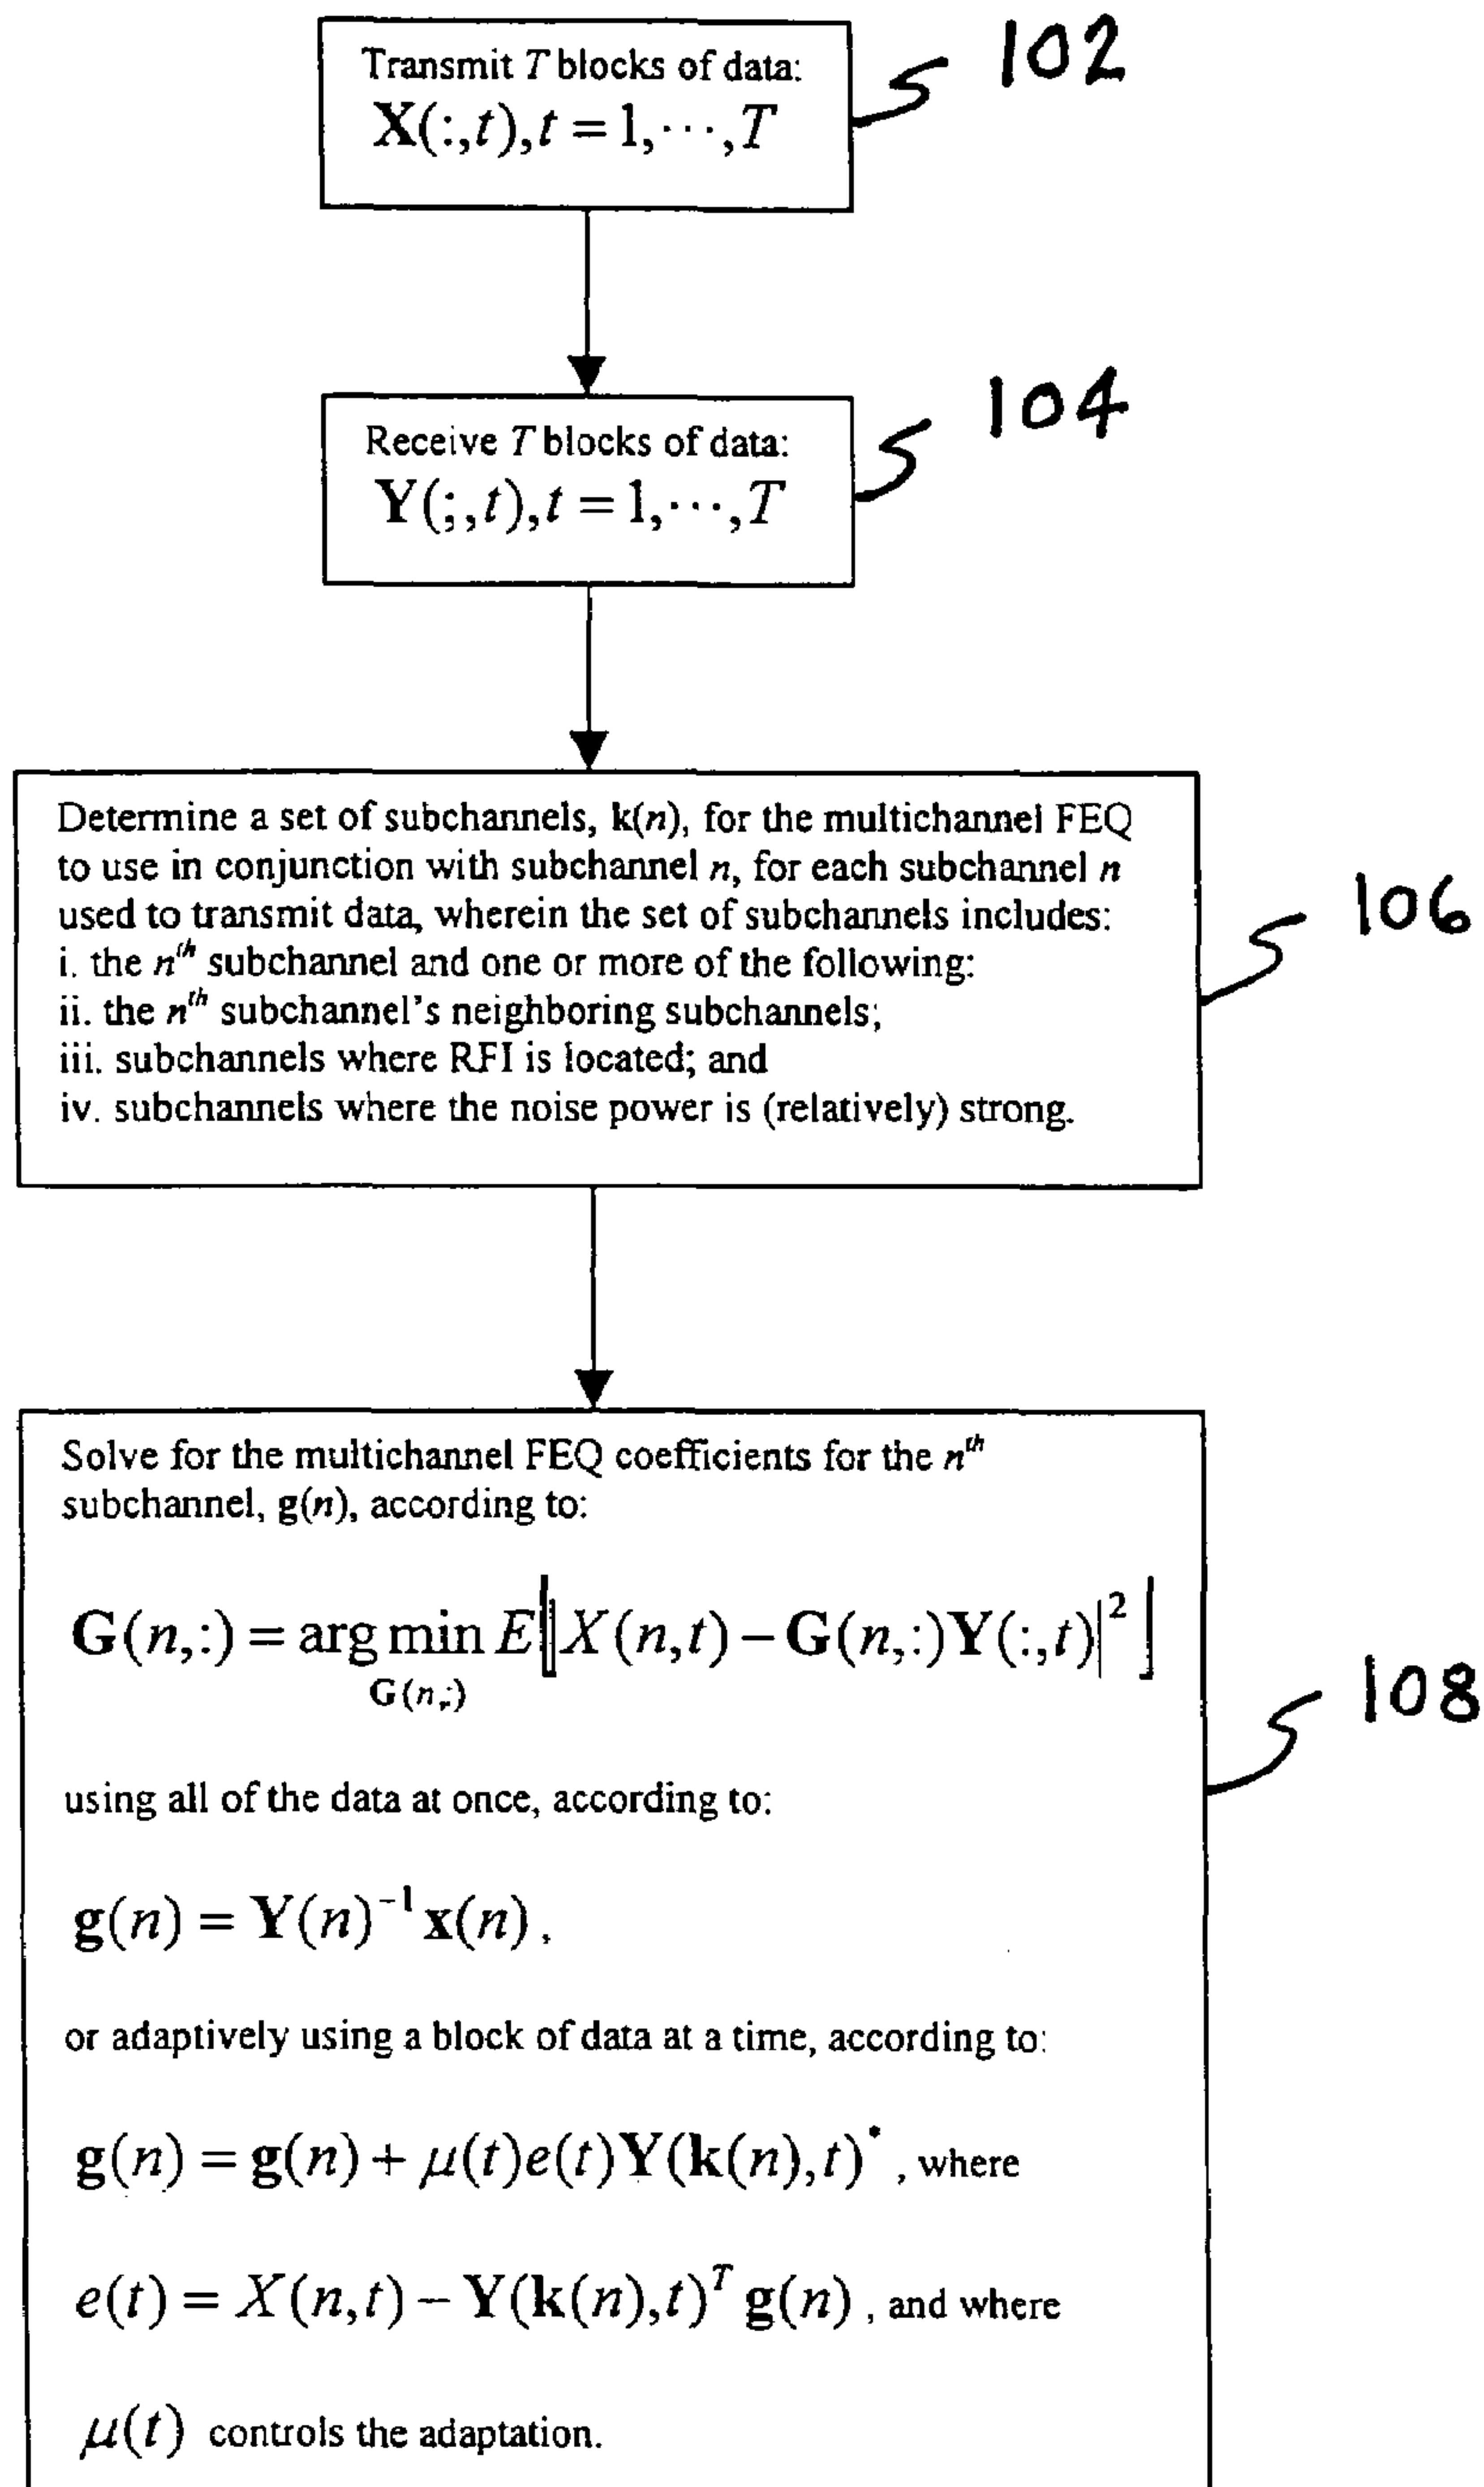 Transmit T blocks of data:
X(:,t),t = 1,···,T
102
Receive T blocks of data:
Y(;,t),t = 1,···,T
104
Determine a set of subchannels, k(n), for the multichannel FEQ
to use in conjunction with subchannel n, for each subchannel n
used to transmit data, wherein the set of subchannels includes:
i. the nᵗʰ subchannel and one or more of the following:
ii. the nᵗʰ subchannel's neighboring subchannels;
iii. subchannels where RFI is located; and
iv. subchannels where the noise power is (relatively) strong.
106
Solve for the multichannel FEQ coefficients for the nᵗʰ
subchannel, g(n), according to:
G(n,:) = arg min E[|X(n,t) – G(n,:)Y(:,t)|²]
G(n,:)
108
using all of the data at once, according to:
g(n) = Y(n)⁻¹x(n),
or adaptively using a block of data at a time, according to:
g(n) = g(n) + μ(t)e(t)Y(k(n),t)*, where
e(t) = X(n,t) – Y(k(n),t)ᵀ g(n), and where
μ(t) controls the adaptation.